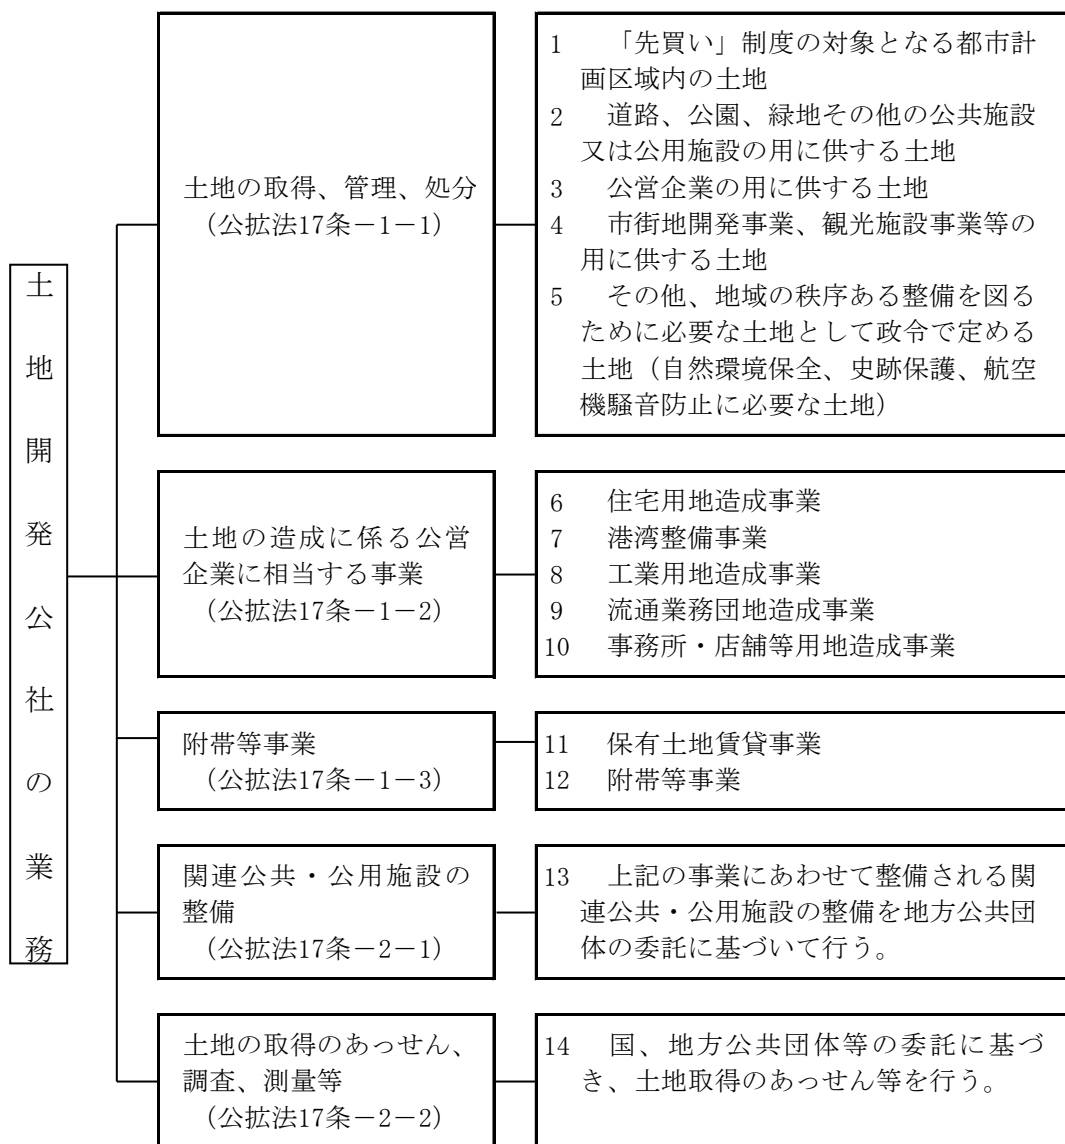 土地開発公社の業務
土地の取得、管理、処分
(公拡法17条-1-1)
1 「先買い」制度の対象となる都市計
画区域内の土地
2 道路、公園、緑地その他の公共施設
又は公用施設の用に供する土地
3 公営企業の用に供する土地
4 市街地開発事業、観光施設事業等の
用に供する土地
5 その他、地域の秩序ある整備を図る
ために必要な土地として政令で定める
土地(自然環境保全、史跡保護、航空
機騒音防止に必要な土地)
土地の造成に係る公営
企業に相当する事業
(公拡法17条-1-2)
6 住宅用地造成事業
7 港湾整備事業
8 工業用地造成事業
9 流通業務団地造成事業
10 事務所・店舗等用地造成事業
附帯等事業
(公拡法17条-1-3)
11 保有土地賃貸事業
12 附帯等事業
関連公共・公用施設の
整備
(公拡法17条-2-1)
13 上記の事業にあわせて整備される関
連公共・公用施設の整備を地方公共団
体の委託に基づいて行う。
土地の取得のあっせん、
調査、測量等
(公拡法17条-2-2)
14 国、地方公共団体等の委託に基づ
き、土地取得のあっせん等を行う。